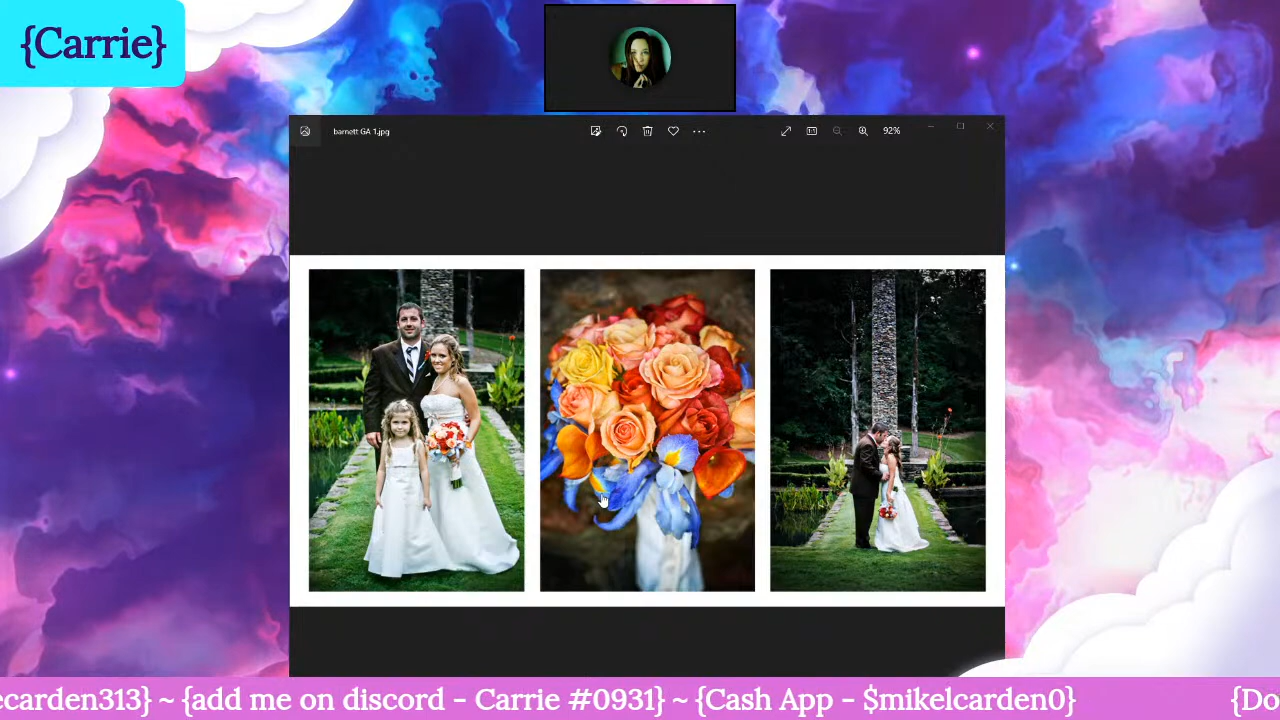 {Carrie}
barnett GA 1.jpg
92%
ecarden313} ~ {add me on discord - Carrie #0931} ~ {Cash App - $mikelcarden0}
{Do